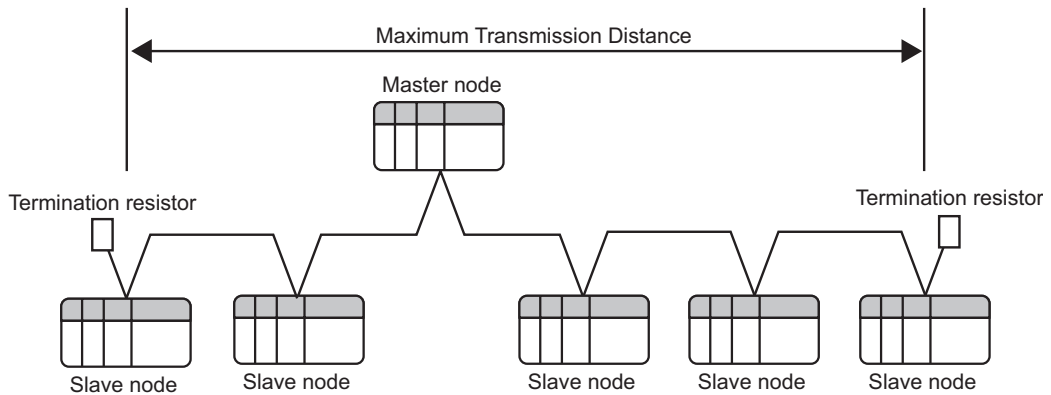 Maximum Transmission Distance
Master node
Termination resistor
Termination resistor
Slave node
Slave node
Slave node
Slave node
Slave node